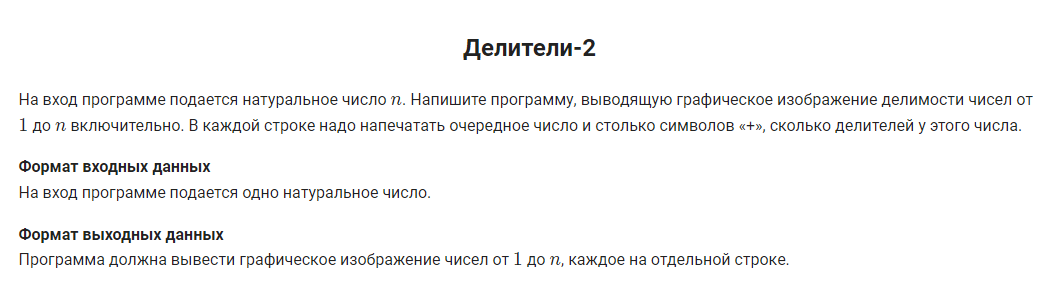 Делители-2
На вход программе подается натуральное число n. Напишите программу, выводящую графическое изображение делимости чисел от
1 до n включительно. В каждой строке надо напечатать очередное число и столько символов «+», сколько делителей у этого числа.
Формат входных данных
На вход программе подается одно натуральное число.
Формат выходных данных
Программа должна вывести графическое изображение чисел от 1 до n, каждое на отдельной строке.